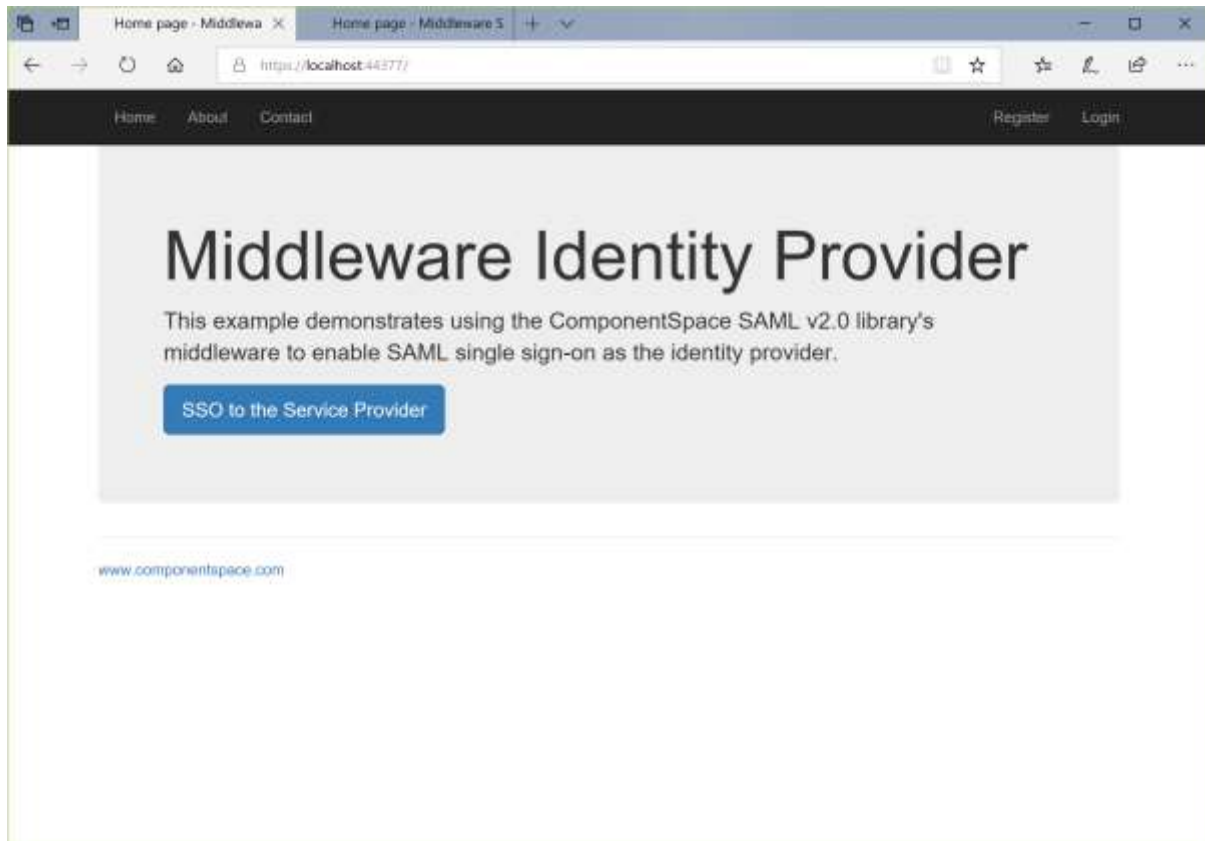 Home page - Middlewa
Home page - Middleware S
https://localhost:44377/
Home About Contact Register Login
Middleware Identity Provider
This example demonstrates using the ComponentSpace SAML v2.0 library's
middleware to enable SAML single sign-on as the identity provider.
SSO to the Service Provider
www.componentspace.com